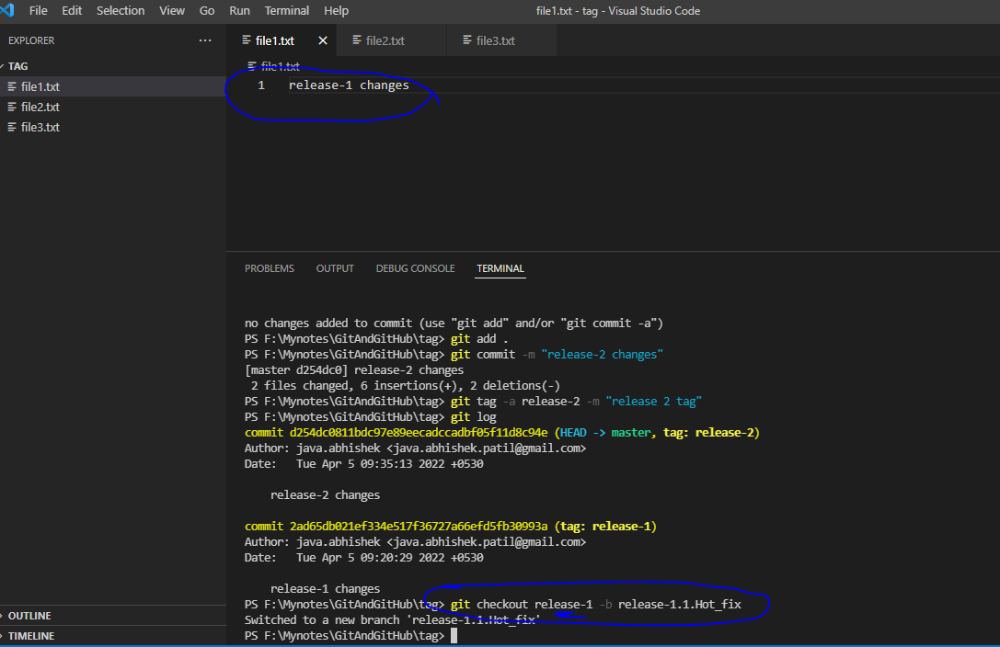 File Edit Selection View Go Run Terminal Help file1.txt - tag - Visual Studio Code
EXPLORER ···
TAG
file1.txt
file2.txt
file3.txt
OUTLINE
TIMELINE
file1.txt × file2.txt file3.txt
file1.txt
1 release-1 changes
PROBLEMS OUTPUT DEBUG CONSOLE TERMINAL
no changes added to commit (use "git add" and/or "git commit -a")
PS F:\Mynotes\GitAndGitHub\tag> git add .
PS F:\Mynotes\GitAndGitHub\tag> git commit -m "release-2 changes"
[master d254dc0] release-2 changes
2 files changed, 6 insertions(+), 2 deletions(-)
PS F:\Mynotes\GitAndGitHub\tag> git tag -a release-2 -m "release 2 tag"
PS F:\Mynotes\GitAndGitHub\tag> git log
commit d254dc0811bdc97e89eecadccadbf05f11d8c94e (HEAD -> master, tag: release-2)
Author: java.abhishek <java.abhishek.patil@gmail.com>
Date: Tue Apr 5 09:35:13 2022 +0530
release-2 changes
commit 2ad65db021ef334e517f36727a66efd5fb30993a (tag: release-1)
Author: java.abhishek <java.abhishek.patil@gmail.com>
Date: Tue Apr 5 09:20:29 2022 +0530
release-1 changes
PS F:\Mynotes\GitAndGitHub\tag> git checkout release-1 -b release-1.1.Hot_fix
Switched to a new branch 'release-1.1.Hot_fix'
PS F:\Mynotes\GitAndGitHub\tag>